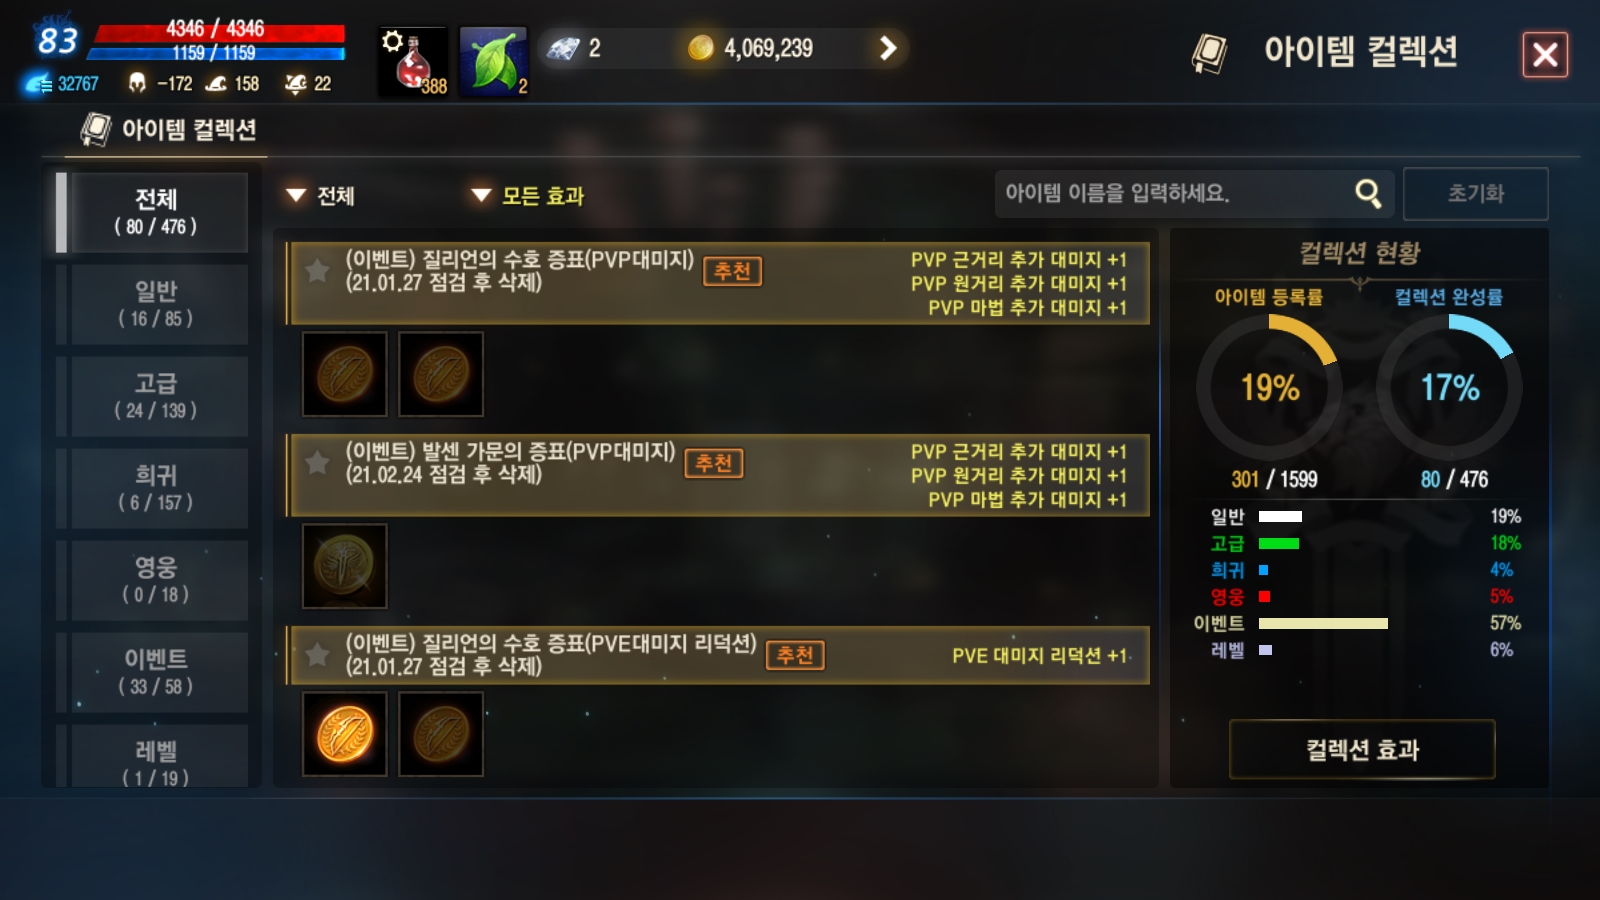 83
4346 / 4346
1159 / 1159
32767
-172
158
22
388
2
2
4,069,239
아이템 컬렉션
아이템 컬렉션
전체
( 80 / 476 )
일반
( 16 / 85 )
고급
( 24 / 139 )
희귀
( 6 / 157 )
영웅
( 0 / 18 )
이벤트
( 33 / 58 )
레벨
( 1 / 19 )
전체
모든 효과
아이템 이름을 입력하세요.
초기화
(이벤트) 질리언의 수호 증표(PVP대미지)
(21.01.27 점검 후 삭제)
추천
PVP 근거리 추가 대미지 +1
PVP 원거리 추가 대미지 +1
PVP 마법 추가 대미지 +1
(이벤트) 발센 가문의 증표(PVP대미지)
(21.02.24 점검 후 삭제)
추천
PVP 근거리 추가 대미지 +1
PVP 원거리 추가 대미지 +1
PVP 마법 추가 대미지 +1
(이벤트) 질리언의 수호 증표(PVE대미지 리덕션)
(21.01.27 점검 후 삭제)
추천
PVE 대미지 리덕션 +1
컬렉션 현황
아이템 등록률
컬렉션 완성률
19%
17%
301 / 1599
80 / 476
일반 19%
고급 18%
희귀 4%
영웅 5%
이벤트 57%
레벨 6%
컬렉션 효과